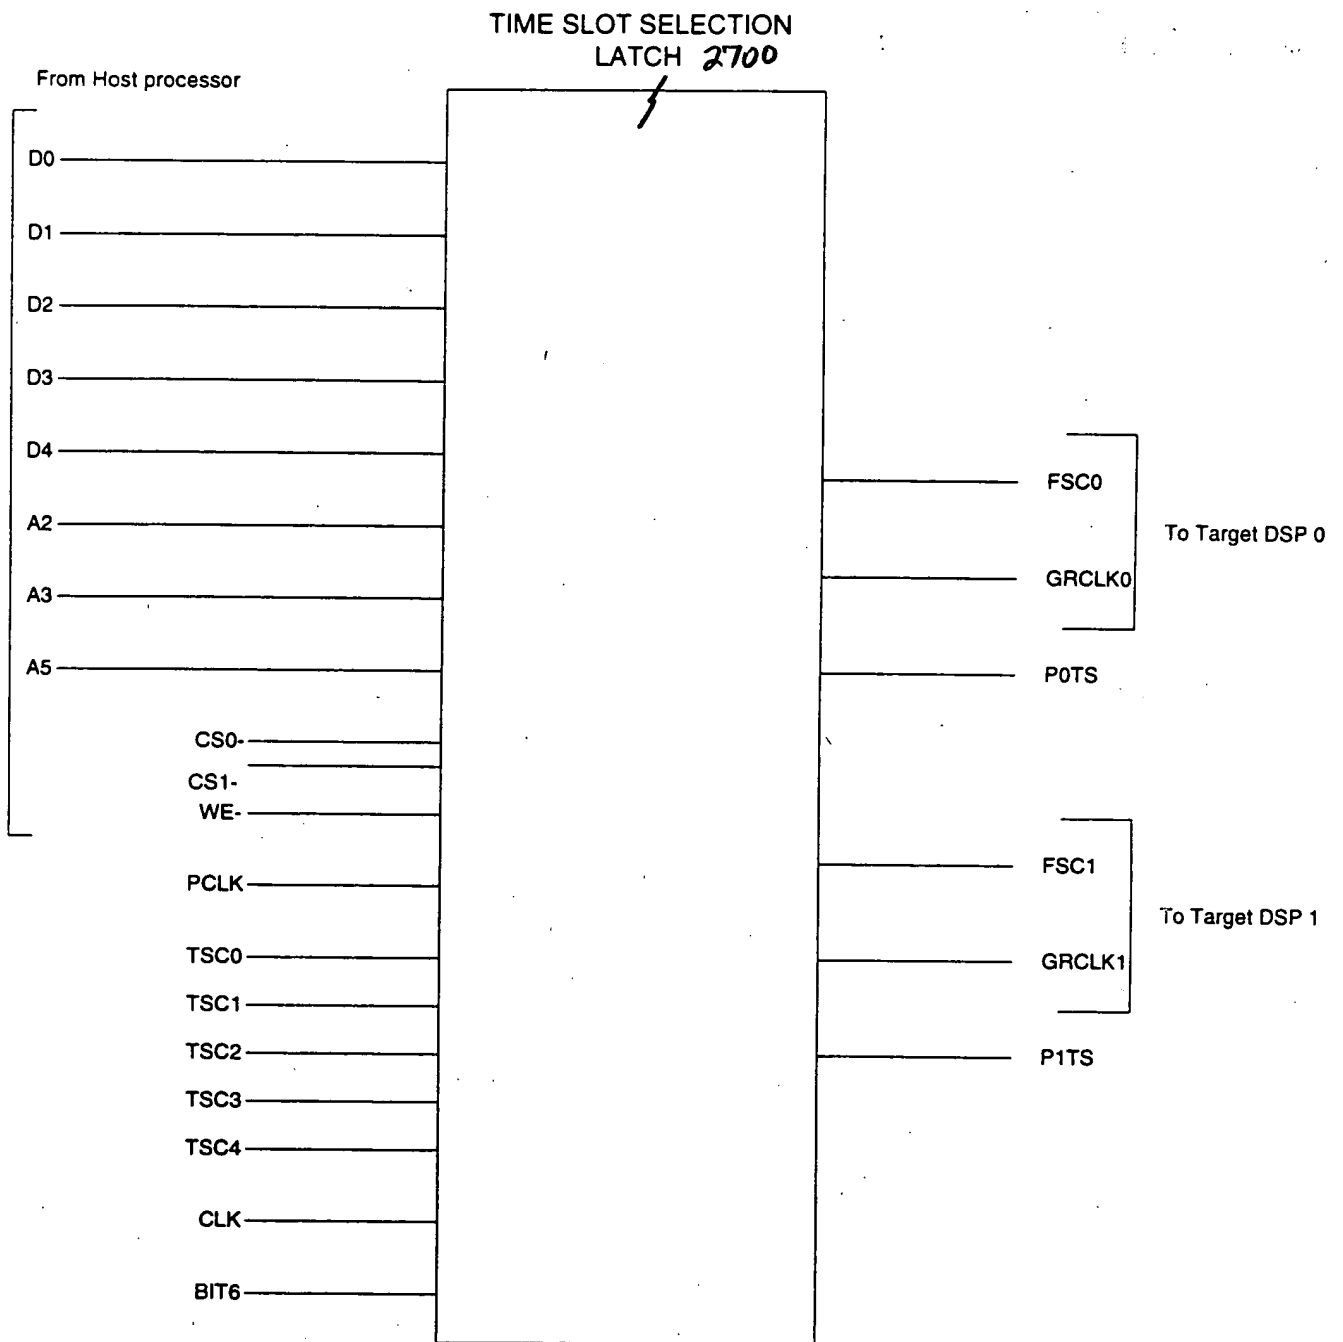 TIME SLOT SELECTION
LATCH 2700
From Host processor
D0
D1
D2
D3
D4
A2
A3
A5
CS0-
CS1-
WE-
PCLK
TSC0
TSC1
TSC2
TSC3
TSC4
CLK
BIT6
FSC0
GRCLK0
To Target DSP 0
P0TS
FSC1
GRCLK1
To Target DSP 1
P1TS